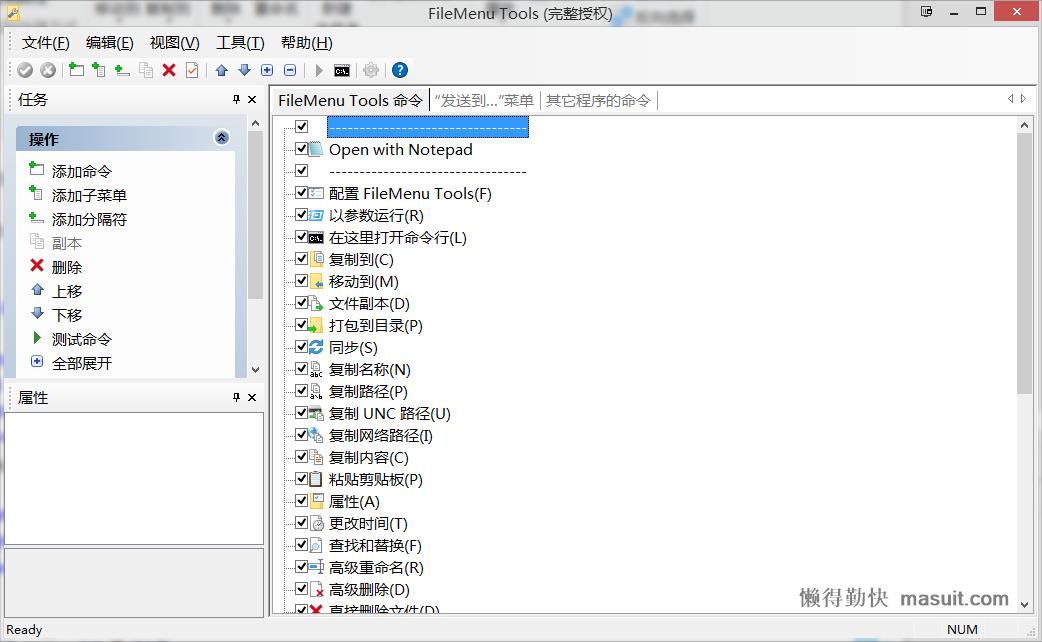 FileMenu Tools (完整授权)
文件(F) 编辑(E) 视图(V) 工具(T) 帮助(H)
任务
操作
添加命令
添加子菜单
添加分隔符
副本
删除
上移
下移
测试命令
全部展开
属性
FileMenu Tools 命令 “发送到...”菜单 其它程序的命令
---------------------------------
Open with Notepad
---------------------------------
配置 FileMenu Tools(F)
以参数运行(R)
在这里打开命令行(L)
复制到(C)
移动到(M)
文件副本(D)
打包到目录(P)
同步(S)
复制名称(N)
复制路径(P)
复制 UNC 路径(U)
复制网络路径(I)
复制内容(C)
粘贴剪贴板(P)
属性(A)
更改时间(T)
查找和替换(F)
高级重命名(R)
高级删除(D)
直接删除文件(D)
懒得勤快 masuit.com
Ready NUM